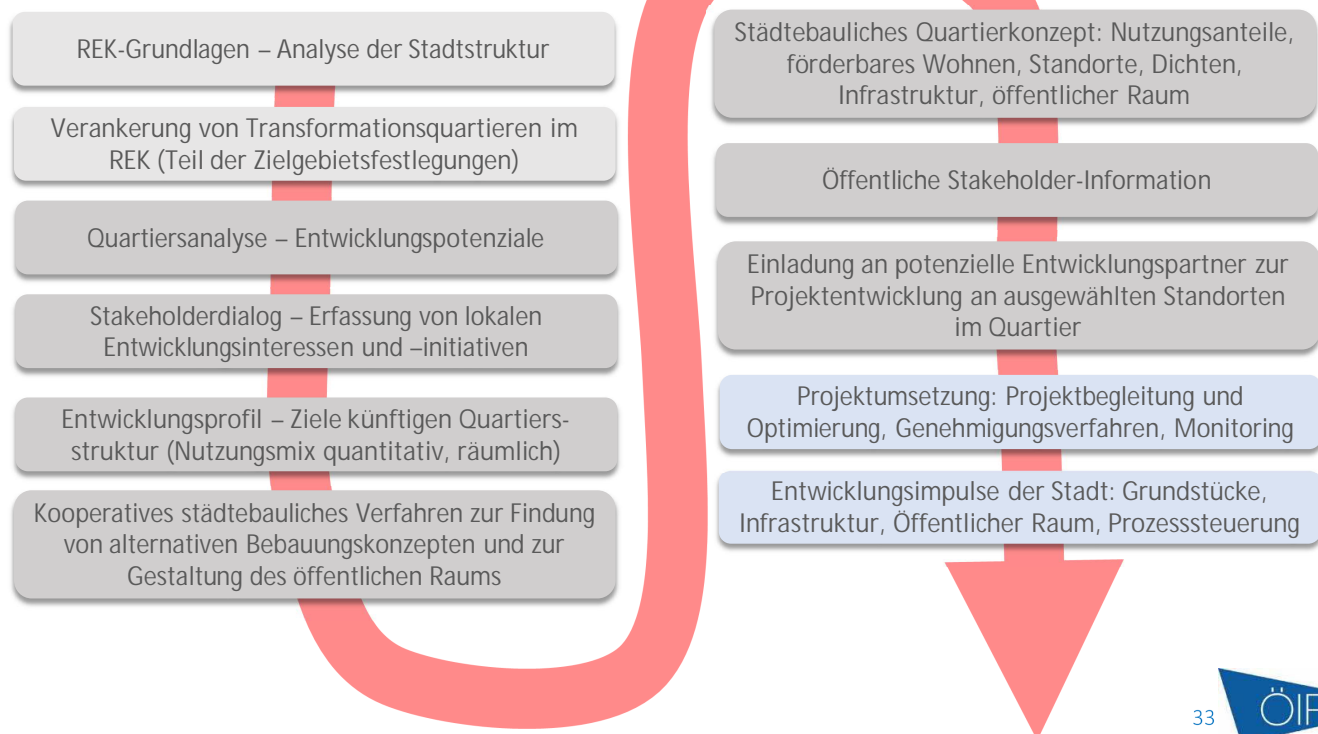 REK-Grundlagen – Analyse der Stadtstruktur
Verankerung von Transformationsquartieren im
REK (Teil der Zielgebietsfestlegungen)
Quartiersanalyse – Entwicklungspotenziale
Stakeholderdialog – Erfassung von lokalen
Entwicklungsinteressen und –initiativen
Entwicklungsprofil – Ziele künftigen Quartiers-
struktur (Nutzungsmix quantitativ, räumlich)
Kooperatives städtebauliches Verfahren zur Findung
von alternativen Bebauungskonzepten und zur
Gestaltung des öffentlichen Raums
Städtebauliches Quartierkonzept: Nutzungsanteile,
förderbares Wohnen, Standorte, Dichten,
Infrastruktur, öffentlicher Raum
Öffentliche Stakeholder-Information
Einladung an potenzielle Entwicklungspartner zur
Projektentwicklung an ausgewählten Standorten
im Quartier
Projektumsetzung: Projektbegleitung und
Optimierung, Genehmigungsverfahren, Monitoring
Entwicklungsimpulse der Stadt: Grundstücke,
Infrastruktur, Öffentlicher Raum, Prozesssteuerung
33